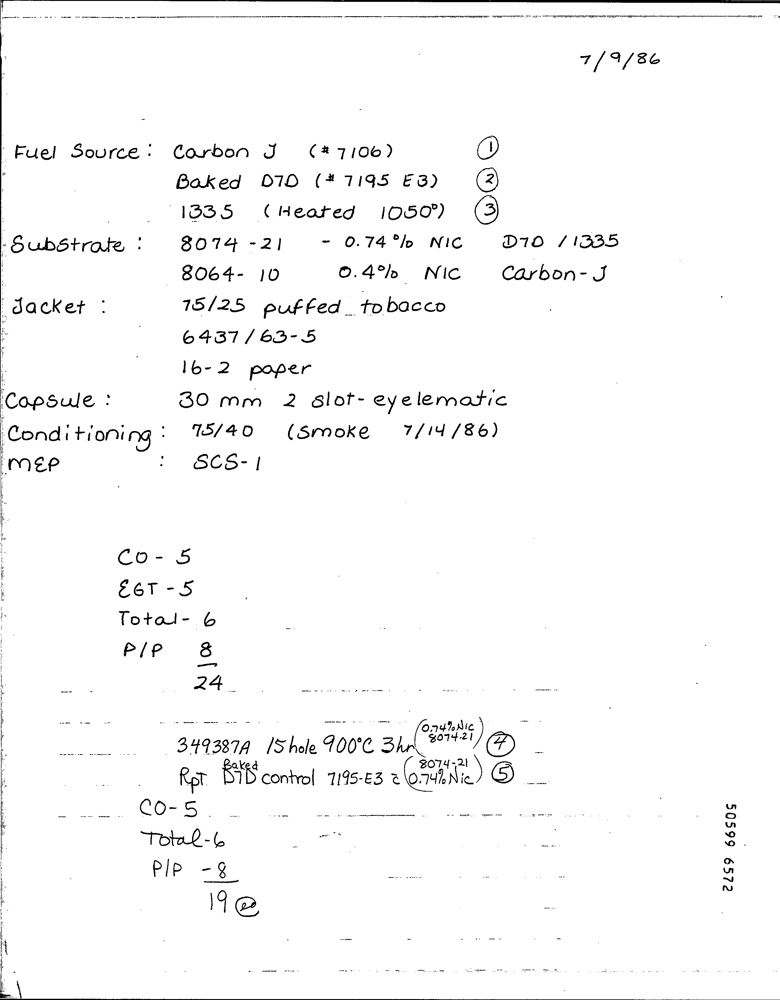 7/9/86
Fuel Source: Carbon J (#7106) ①
Baked D7D (#7195 E3) ②
1335 (Heated 1050°) ③
Substrate: 8074-21 - 0.74% NIC D7D /1335
8064-10 0.4% NIC Carbon-J
Jacket: 75/25 puffed tobacco
6437/63-5
16-2 paper
Capsule: 30 mm 2 slot-eyelematic
Conditioning: 75/40 (Smoke 7/14/86)
MEP : SCS-1
CO - 5
EGT - 5
Total - 6
P/P 8
24
349387A 15 hole 900°C 3hr (0.74% Nic 8074-21) ④
Rpt Baked D7D control 7195-E3 c̄ (8074-21 0.74% Nic) ⑤
CO-5
Total-6
P/P -8
19
50599 6572